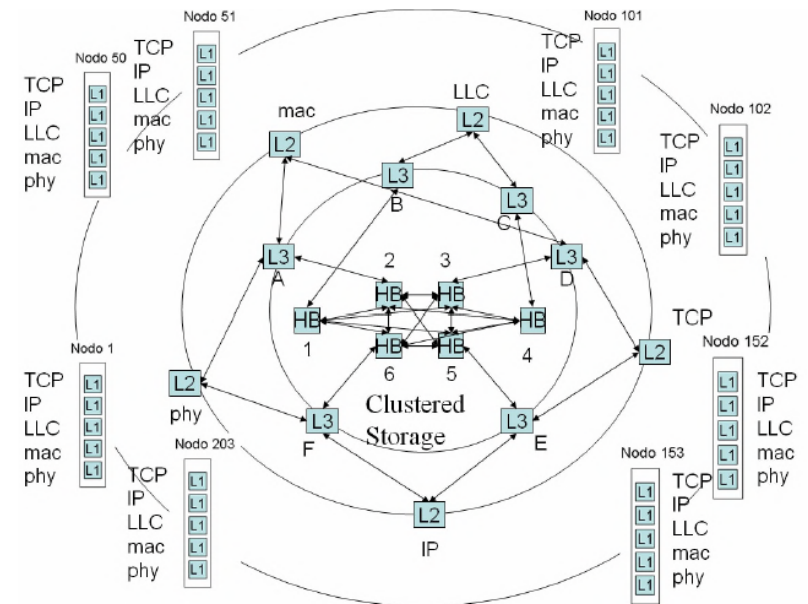 Nodo 51
TCP L1
IP L1
LLC L1
mac L1
phy L1
Nodo 101
TCP L1
IP L1
LLC L1
mac L1
phy L1
Nodo 50
TCP L1
IP L1
LLC L1
mac L1
phy L1
Nodo 102
TCP L1
IP L1
LLC L1
mac L1
phy L1
mac
L2
LLC
L2
L3
B
L3
C
L3
A
L3
D
2
3
HB
HB
HB
1
HB
4
HB
6
HB
5
Clustered
Storage
TCP
L2
L2
phy
L3
F
L3
E
L2
IP
Nodo 1
TCP L1
IP L1
LLC L1
mac L1
phy L1
Nodo 152
L1 TCP
L1 IP
L1 LLC
L1 mac
L1 phy
Nodo 203
TCP L1
IP L1
LLC L1
mac L1
phy L1
Nodo 153
L1 TCP
L1 IP
L1 LLC
L1 mac
L1 phy